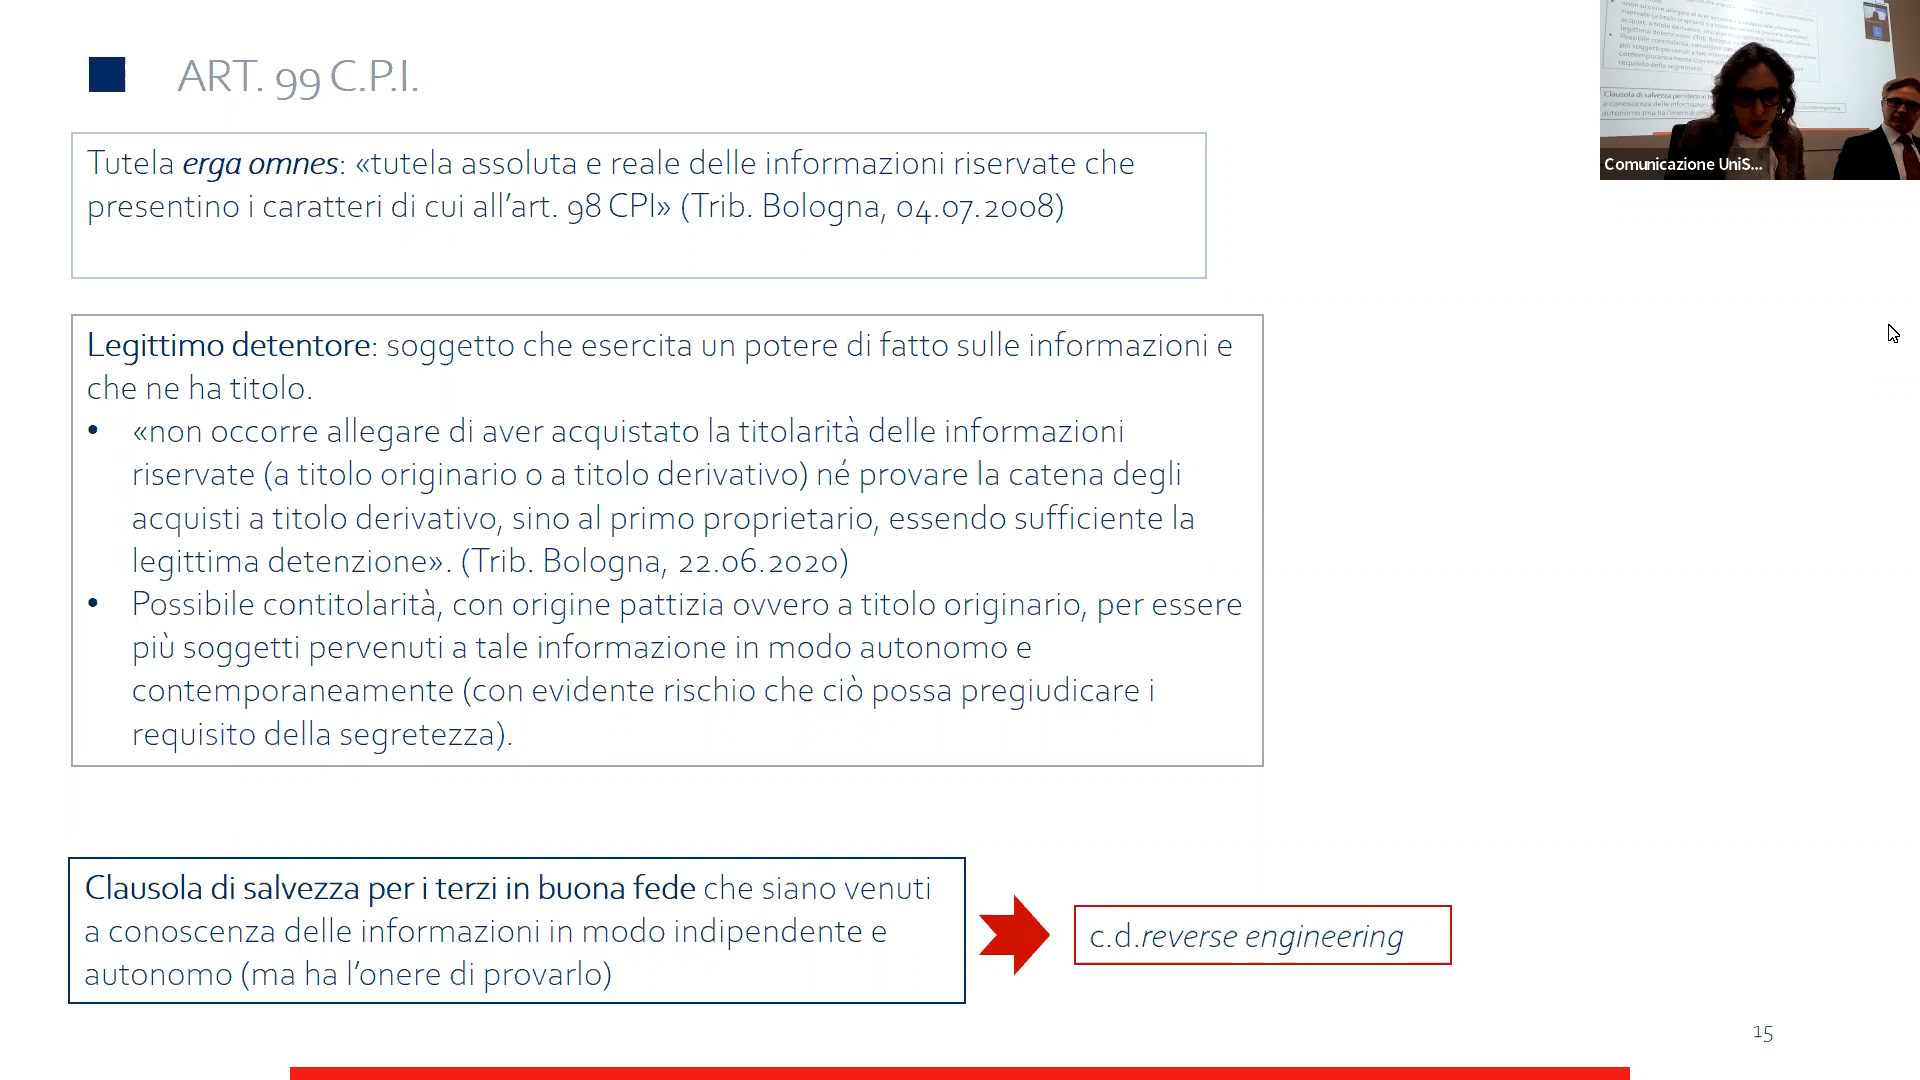 ART. 99 C.P.I.
Tutela erga omnes: «tutela assoluta e reale delle informazioni riservate che
presentino i caratteri di cui all'art. 98 CPI» (Trib. Bologna, 04.07.2008)
Legittimo detentore: soggetto che esercita un potere di fatto sulle informazioni e
che ne ha titolo.
• «non occorre allegare di aver acquistato la titolarità delle informazioni
riservate (a titolo originario o a titolo derivativo) né provare la catena degli
acquisti a titolo derivativo, sino al primo proprietario, essendo sufficiente la
legittima detenzione». (Trib. Bologna, 22.06.2020)
• Possibile contitolarità, con origine pattizia ovvero a titolo originario, per essere
più soggetti pervenuti a tale informazione in modo autonomo e
contemporaneamente (con evidente rischio che ciò possa pregiudicare i
requisito della segretezza).
Clausola di salvezza per i terzi in buona fede che siano venuti
a conoscenza delle informazioni in modo indipendente e
autonomo (ma ha l'onere di provarlo)
c.d.reverse engineering
15
Comunicazione UniS...